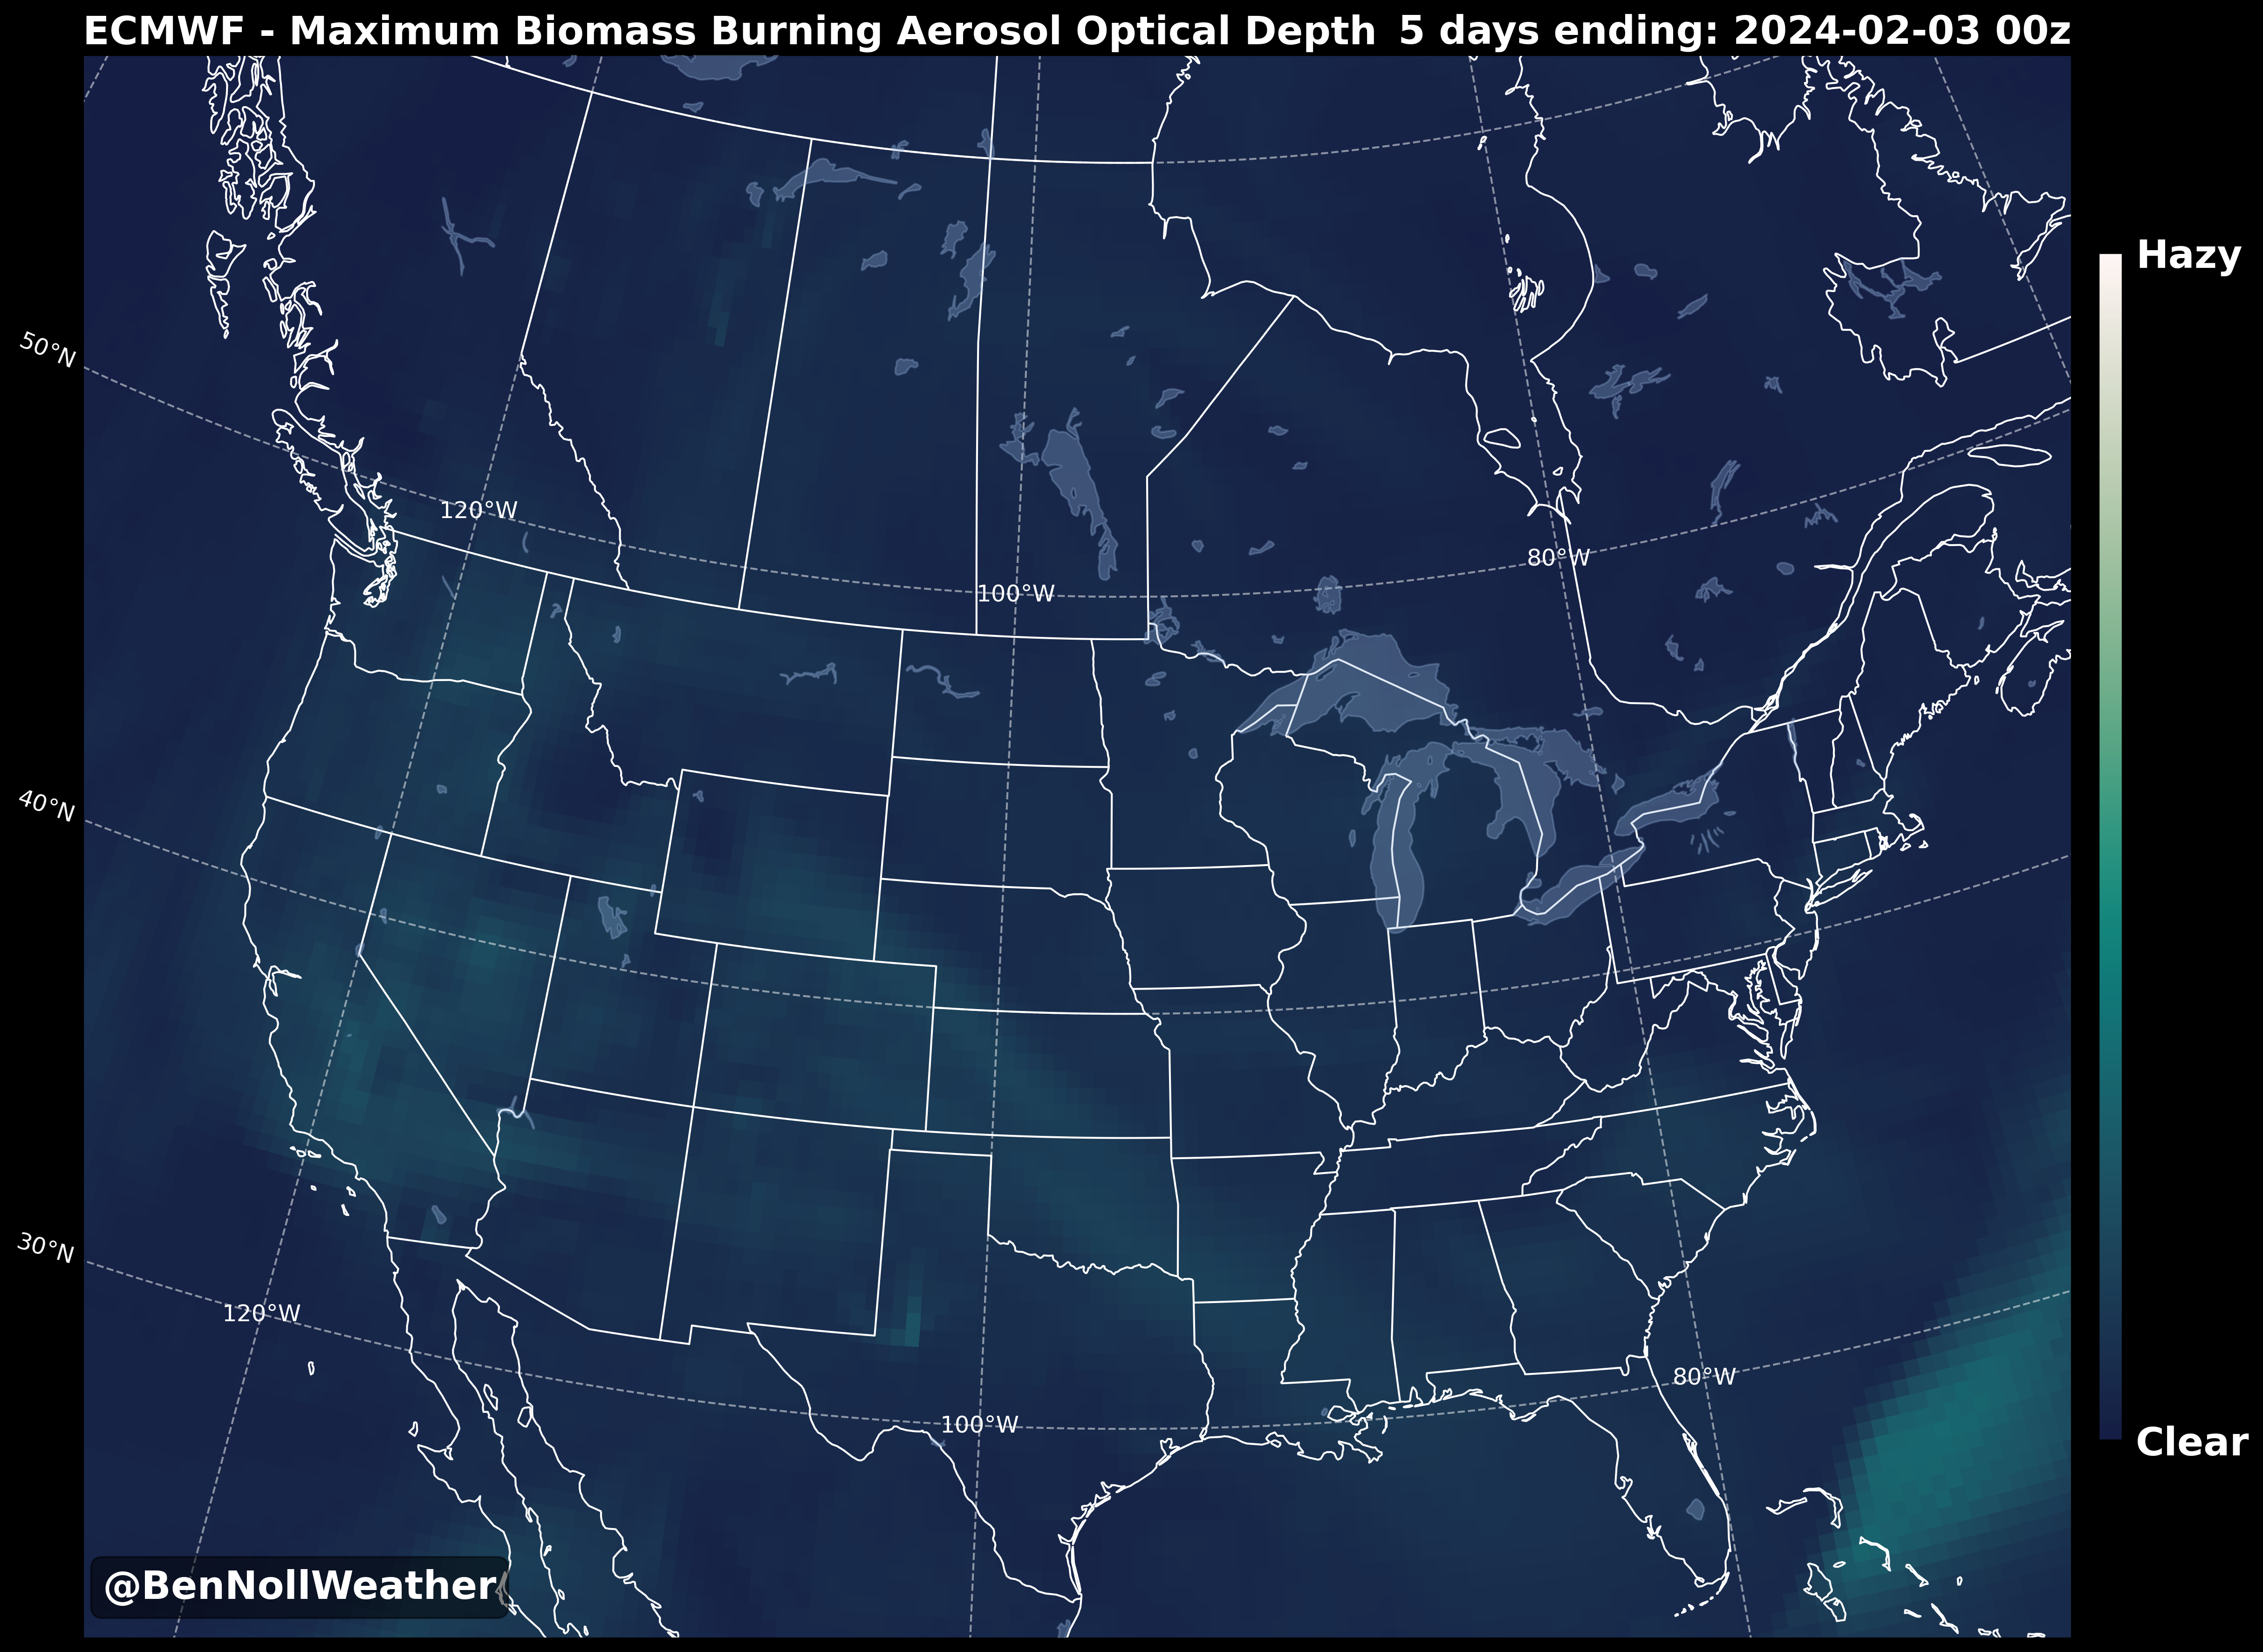 ECMWF - Maximum Biomass Burning Aerosol Optical Depth 5 days ending: 2024-02-03 00z
Hazy
50°N
120°W
80°W
100°W
40°N
30°N
120°W
80°W
100°W
Clear
@BenNollWeather